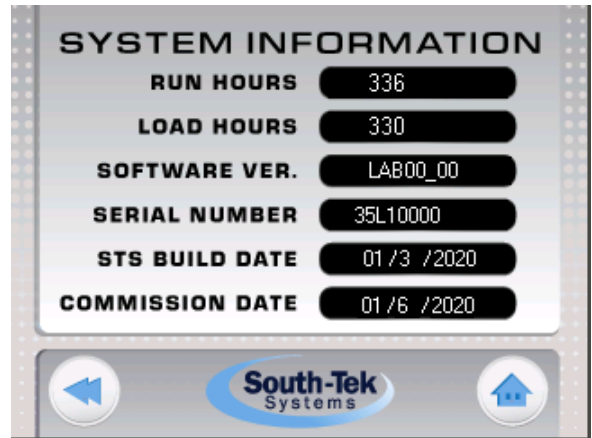 SYSTEM INFORMATION
RUN HOURS 336
LOAD HOURS 330
SOFTWARE VER. LAB00_00
SERIAL NUMBER 35L10000
STS BUILD DATE 01/3 /2020
COMMISSION DATE 01/6 /2020
South-Tek
Systems